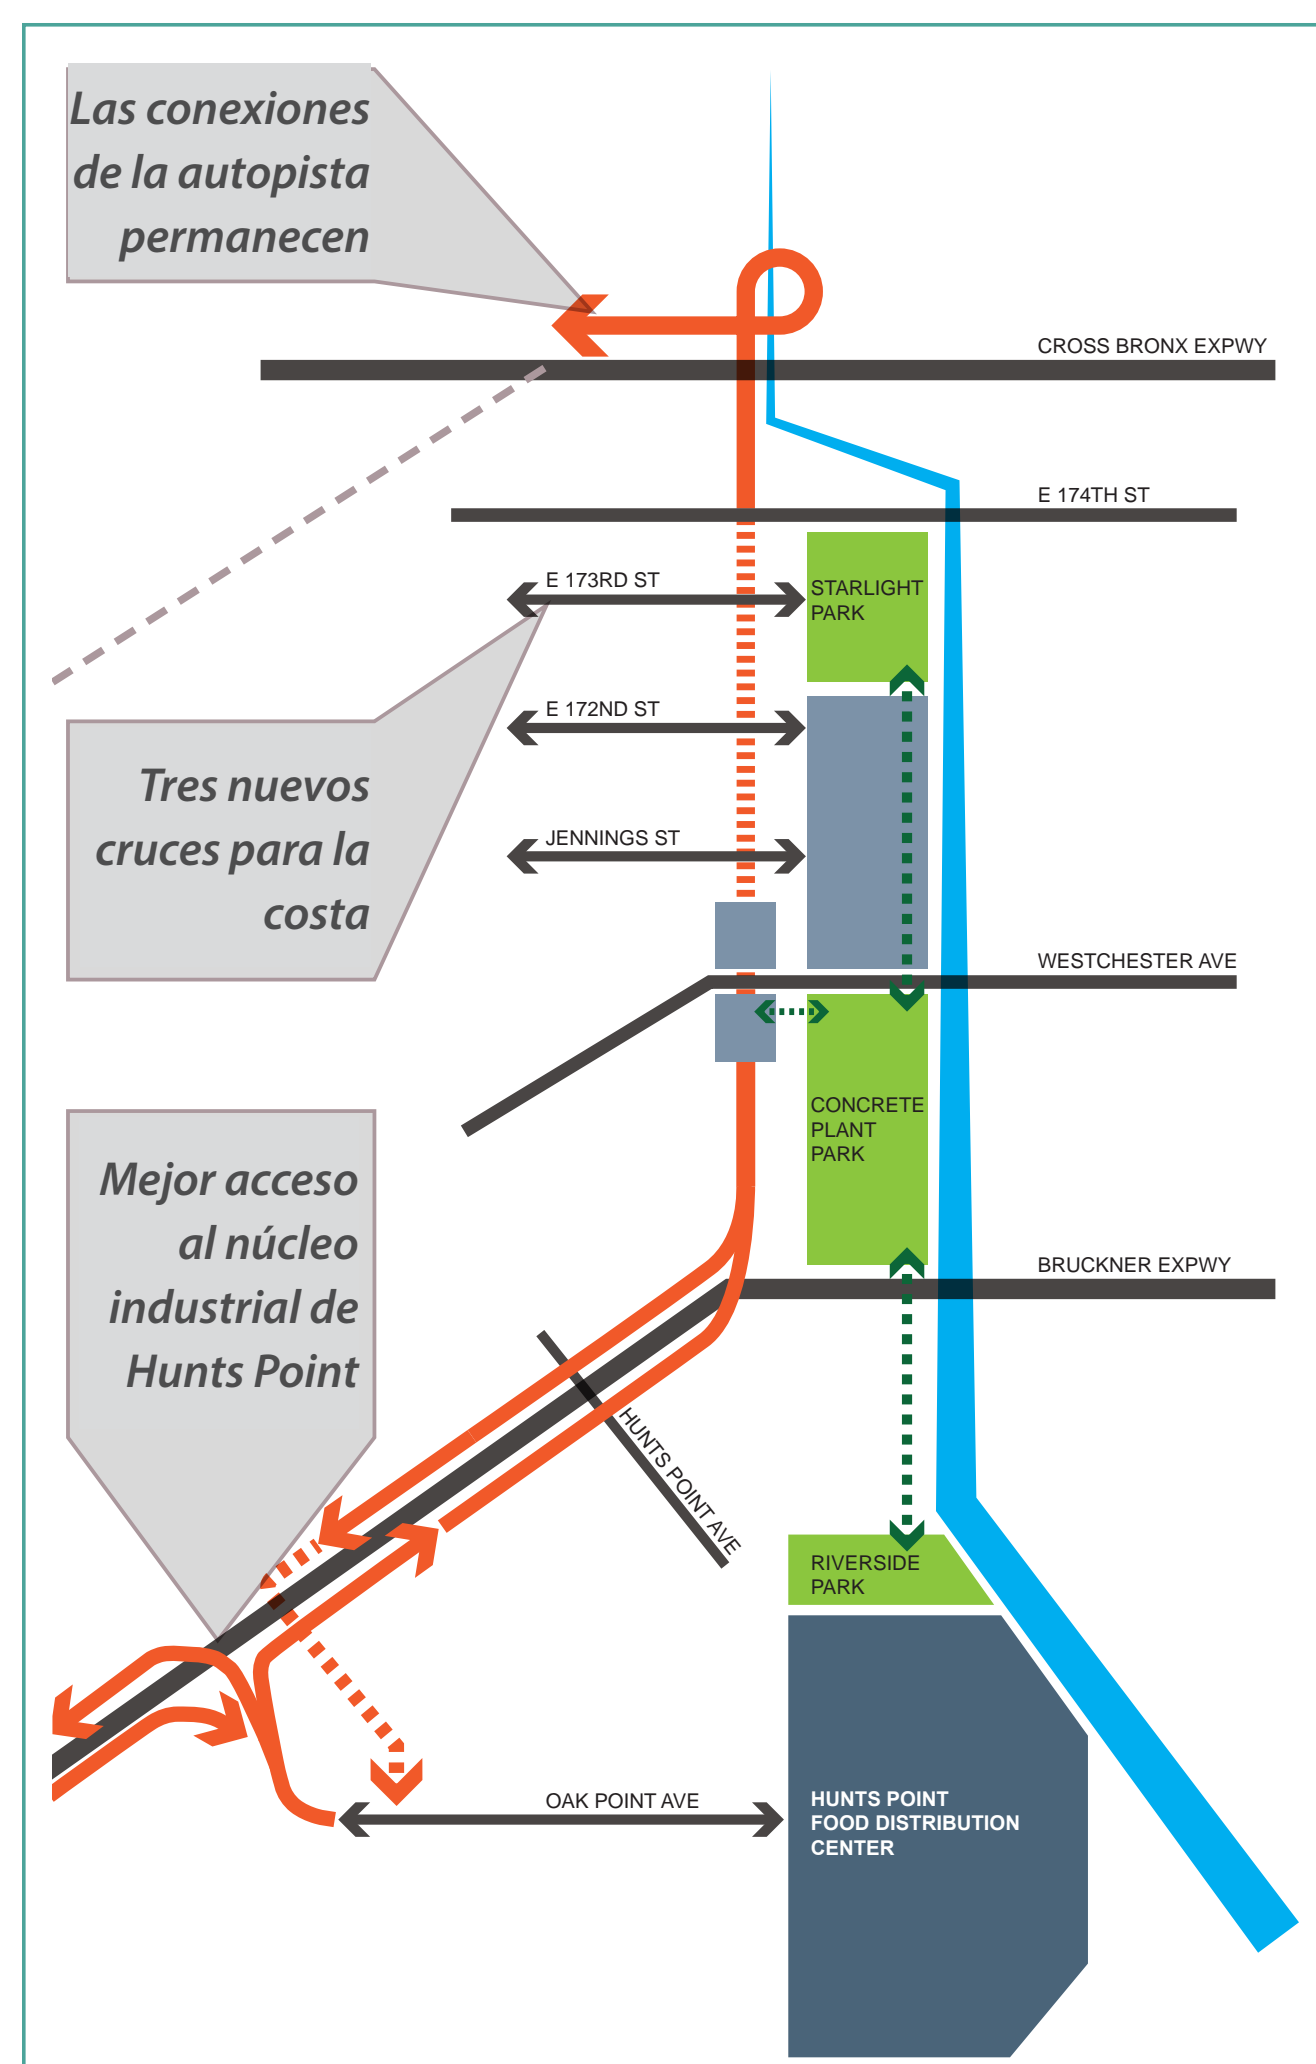 Las conexiones
de la autopista
permanecen
CROSS BRONX EXPWY
E 174TH ST
E 173RD ST
STARLIGHT
PARK
E 172ND ST
Tres nuevos
cruces para la
costa
JENNINGS ST
WESTCHESTER AVE
CONCRETE
PLANT
PARK
Mejor acceso
al núcleo
industrial de
Hunts Point
BRUCKNER EXPWY
HUNTS POINT AVE
RIVERSIDE
PARK
OAK POINT AVE
HUNTS POINT
FOOD DISTRIBUTION
CENTER